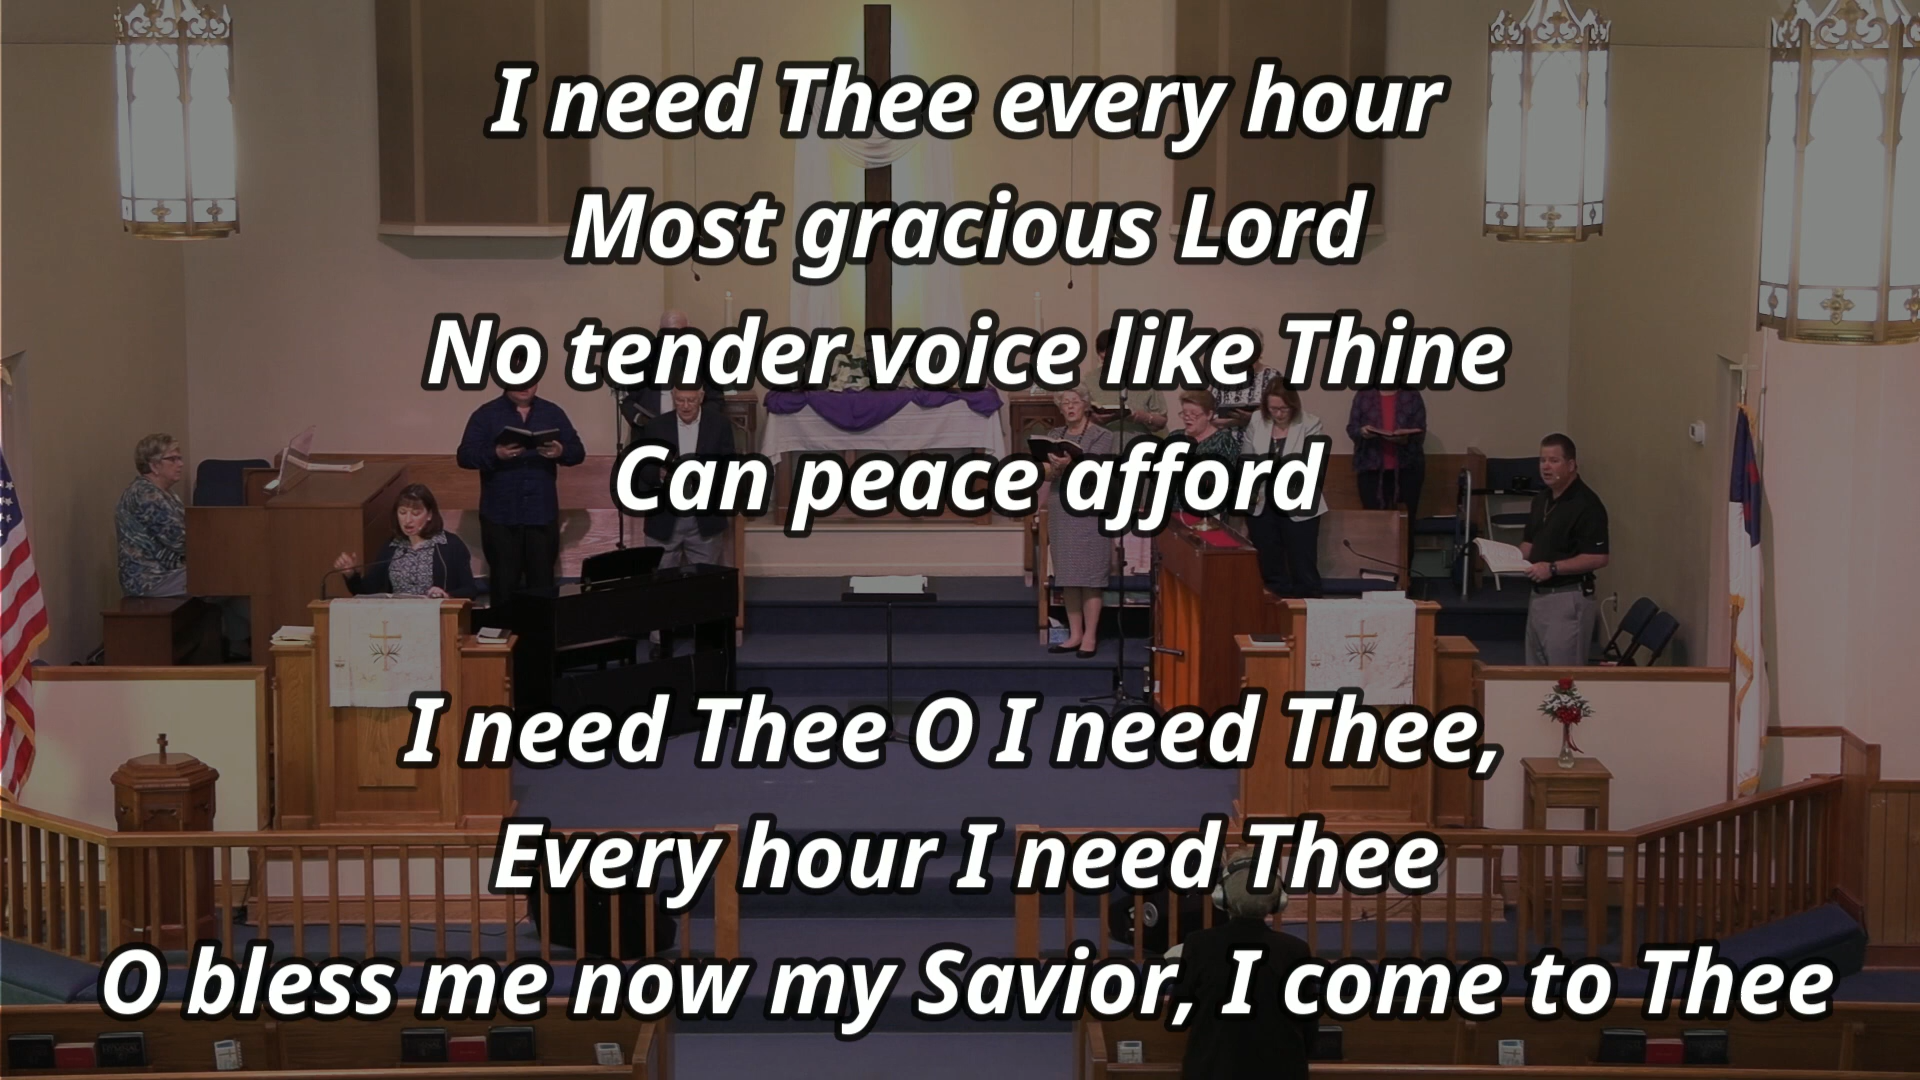 I need Thee every hour
Most gracious Lord
No tender voice like Thine
Can peace afford
I need Thee O I need Thee,
Every hour I need Thee
O bless me now my Savior, I come to Thee